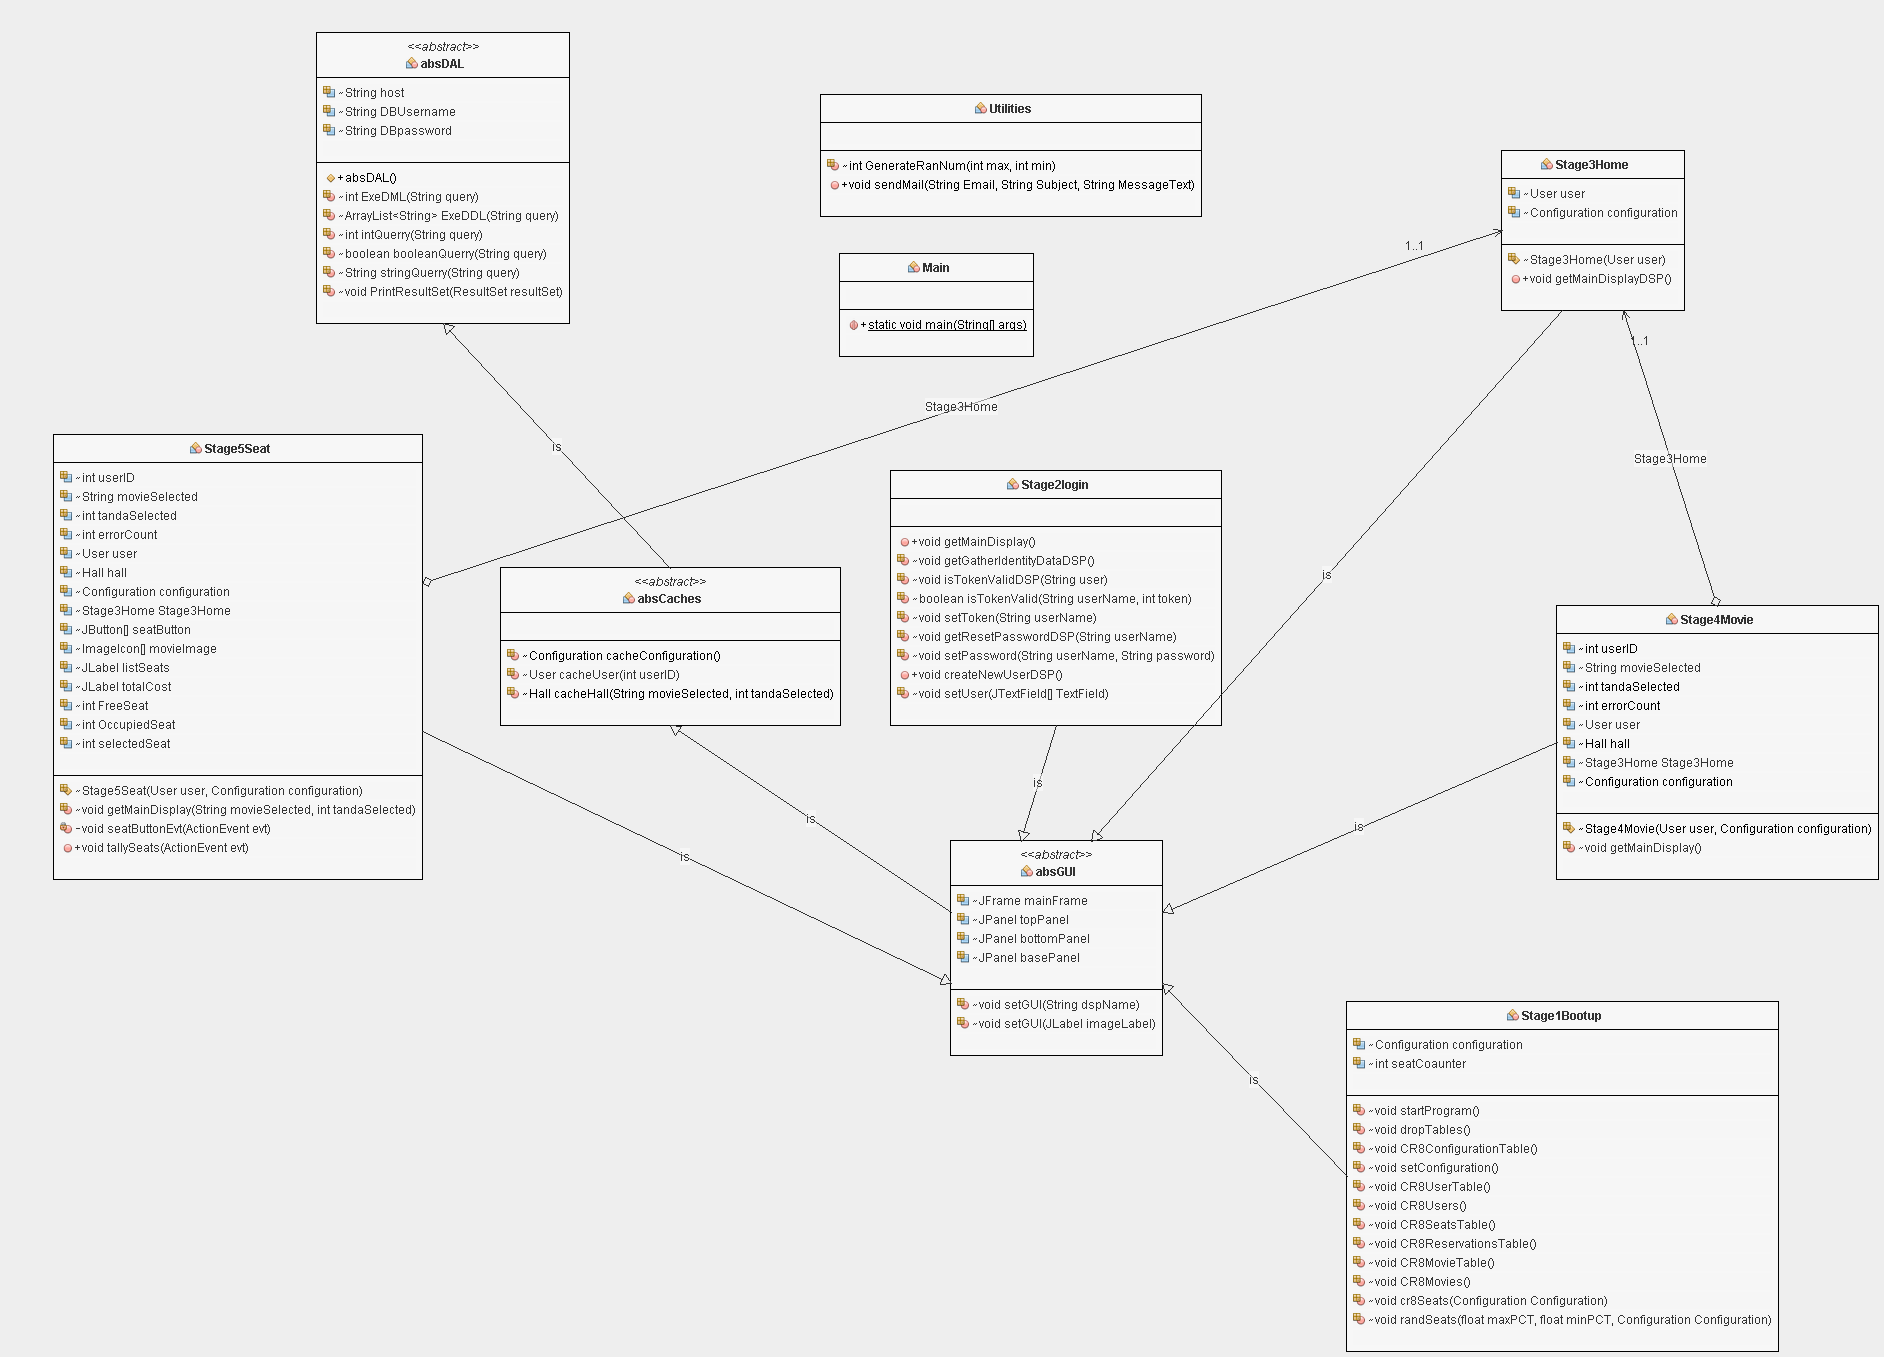 <<abstract>>
absDAL
~String host
~String DBUsername
~String DBpassword
+absDAL()
~int ExeDML(String query)
~ArrayList<String> ExeDDL(String query)
~int intQuerry(String query)
~boolean booleanQuerry(String query)
~String stringQuerry(String query)
~void PrintResultSet(ResultSet resultSet)
Utilities
~int GenerateRanNum(int max, int min)
+void sendMail(String Email, String Subject, String MessageText)
Main
+static void main(String[] args)
Stage3Home
~User user
~Configuration configuration
~Stage3Home(User user)
+void getMainDisplayDSP()
1..1
1..1
Stage3Home
Stage3Home
is
Stage5Seat
~int userID
~String movieSelected
~int tandaSelected
~int errorCount
~User user
~Hall hall
~Configuration configuration
~Stage3Home Stage3Home
~JButton[] seatButton
~ImageIcon[] movieImage
~JLabel listSeats
~JLabel totalCost
~int FreeSeat
~int OccupiedSeat
~int selectedSeat
~Stage5Seat(User user, Configuration configuration)
~void getMainDisplay(String movieSelected, int tandaSelected)
-void seatButtonEvt(ActionEvent evt)
+void tallySeats(ActionEvent evt)
<<abstract>>
absCaches
~Configuration cacheConfiguration()
~User cacheUser(int userID)
~Hall cacheHall(String movieSelected, int tandaSelected)
Stage2login
+void getMainDisplay()
~void getGatherIdentityDataDSP()
~void isTokenValidDSP(String user)
~boolean isTokenValid(String userName, int token)
~void setToken(String userName)
~void getResetPasswordDSP(String userName)
~void setPassword(String userName, String password)
+void createNewUserDSP()
~void setUser(JTextField[] TextField)
is
Stage4Movie
~int userID
~String movieSelected
~int tandaSelected
~int errorCount
~User user
~Hall hall
~Stage3Home Stage3Home
~Configuration configuration
~Stage4Movie(User user, Configuration configuration)
~void getMainDisplay()
is
is
is
is
<<abstract>>
absGUI
~JFrame mainFrame
~JPanel topPanel
~JPanel bottomPanel
~JPanel basePanel
~void setGUI(String dspName)
~void setGUI(JLabel imageLabel)
is
Stage1Bootup
~Configuration configuration
~int seatCoaunter
~void startProgram()
~void dropTables()
~void CR8ConfigurationTable()
~void setConfiguration()
~void CR8UserTable()
~void CR8Users()
~void CR8SeatsTable()
~void CR8ReservationsTable()
~void CR8MovieTable()
~void CR8Movies()
~void cr8Seats(Configuration Configuration)
~void randSeats(float maxPCT, float minPCT, Configuration Configuration)